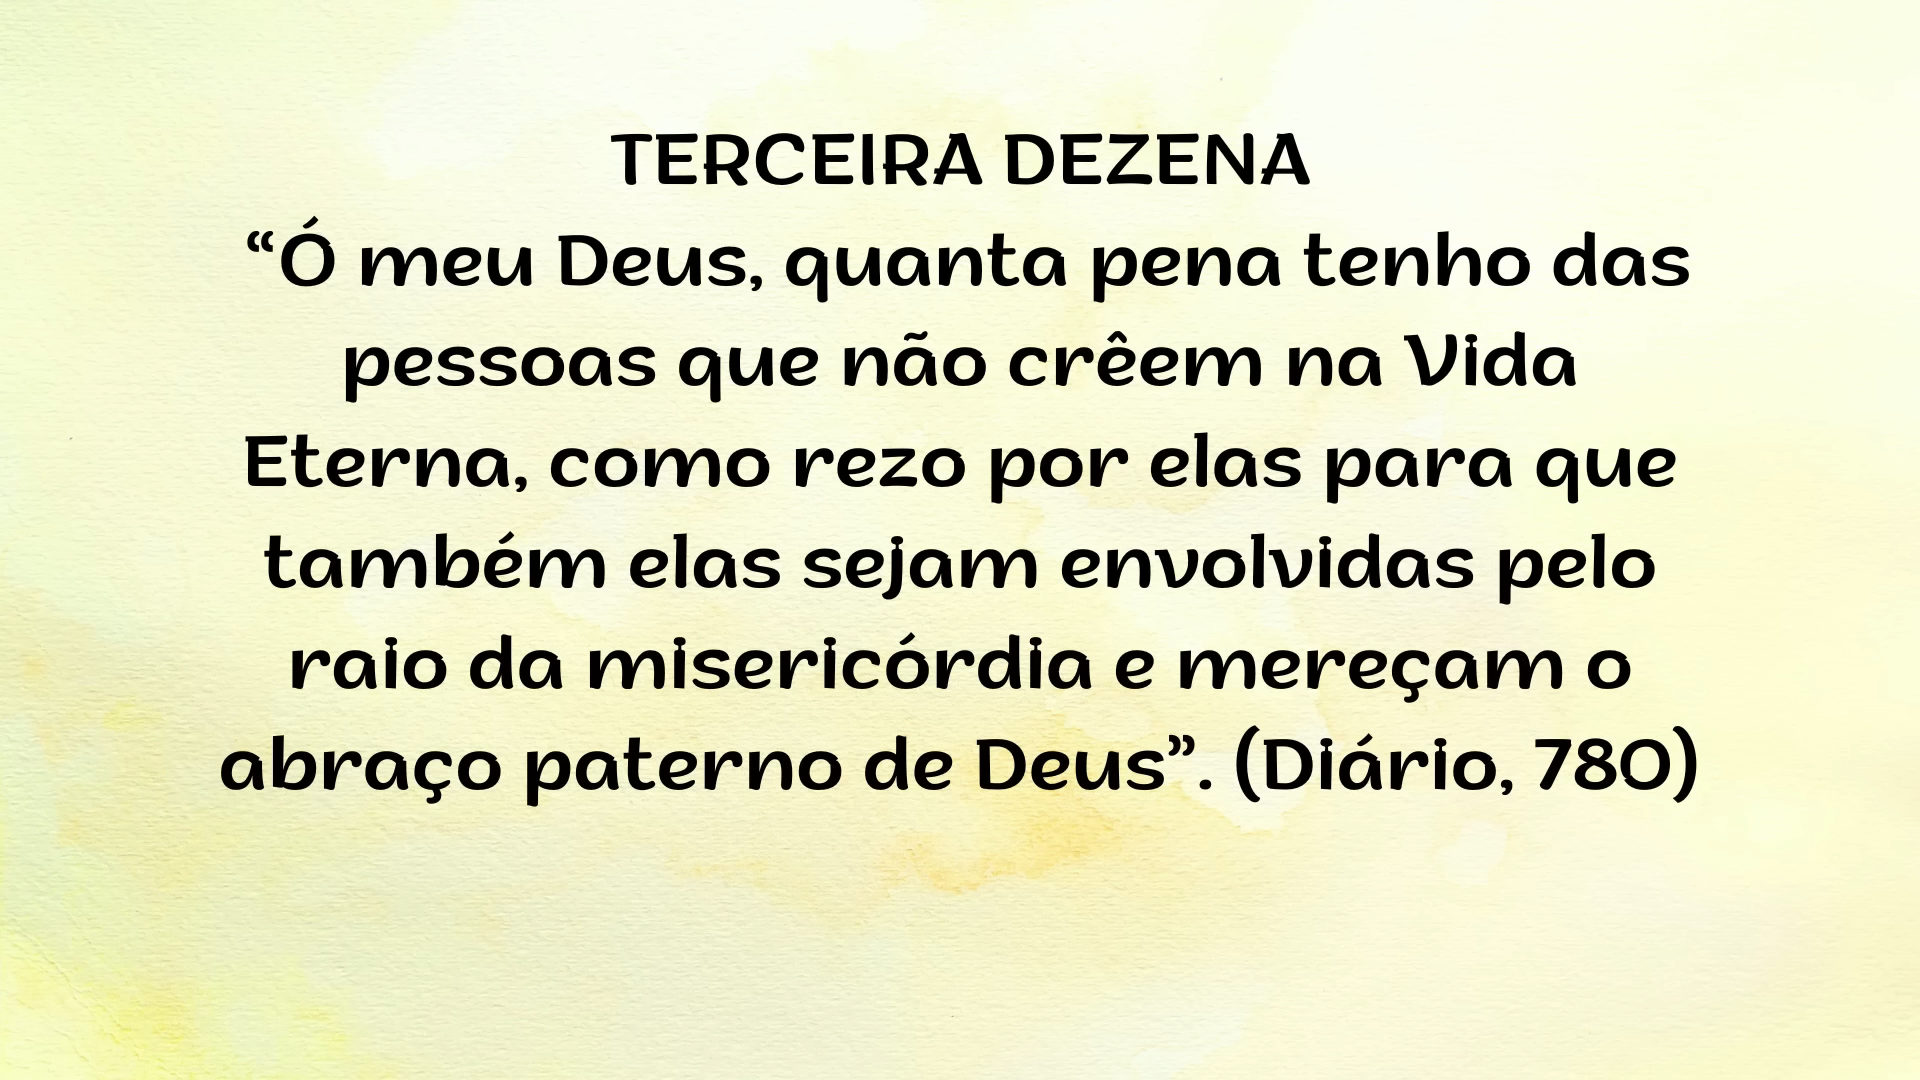 TERCEIRA DEZENA
“Ó meu Deus, quanta pena tenho das
pessoas que não crêem na Vida
Eterna, como rezo por elas para que
também elas sejam envolvidas pelo
raio da misericórdia e mereçam o
abraço paterno de Deus”. (Diário, 780)